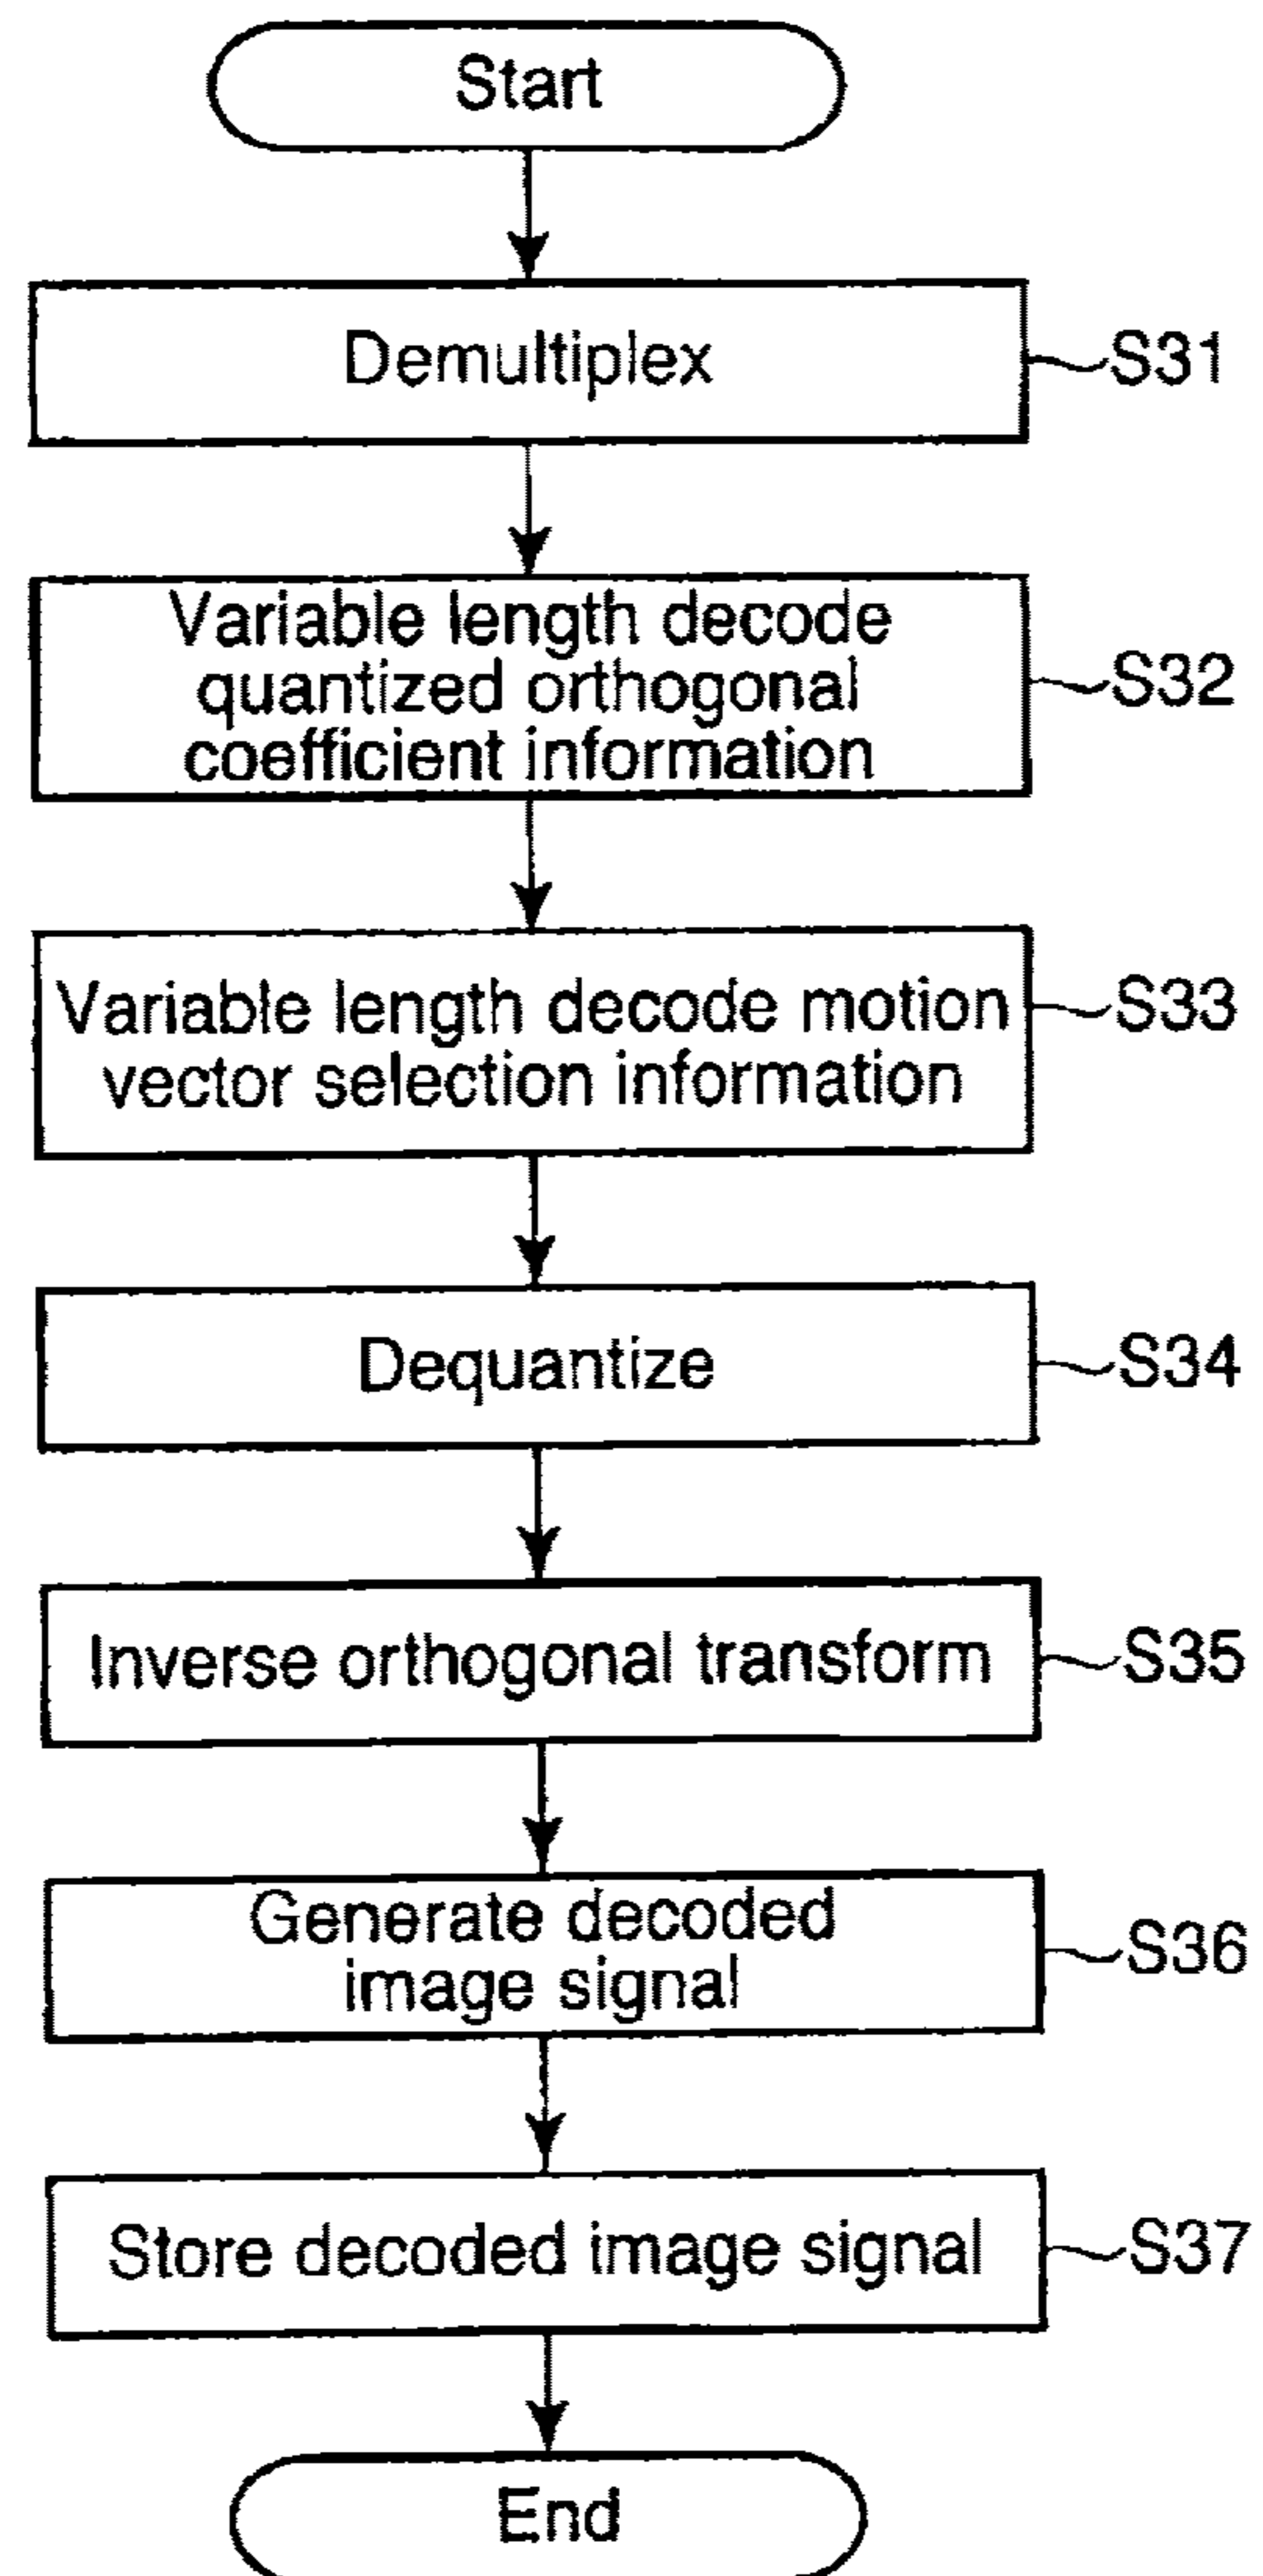 Start
Demultiplex
S31
Variable length decode
quantized orthogonal
coefficient information
S32
Variable length decode motion
vector selection information
S33
Dequantize
S34
Inverse orthogonal transform
S35
Generate decoded
image signal
S36
Store decoded image signal
S37
End